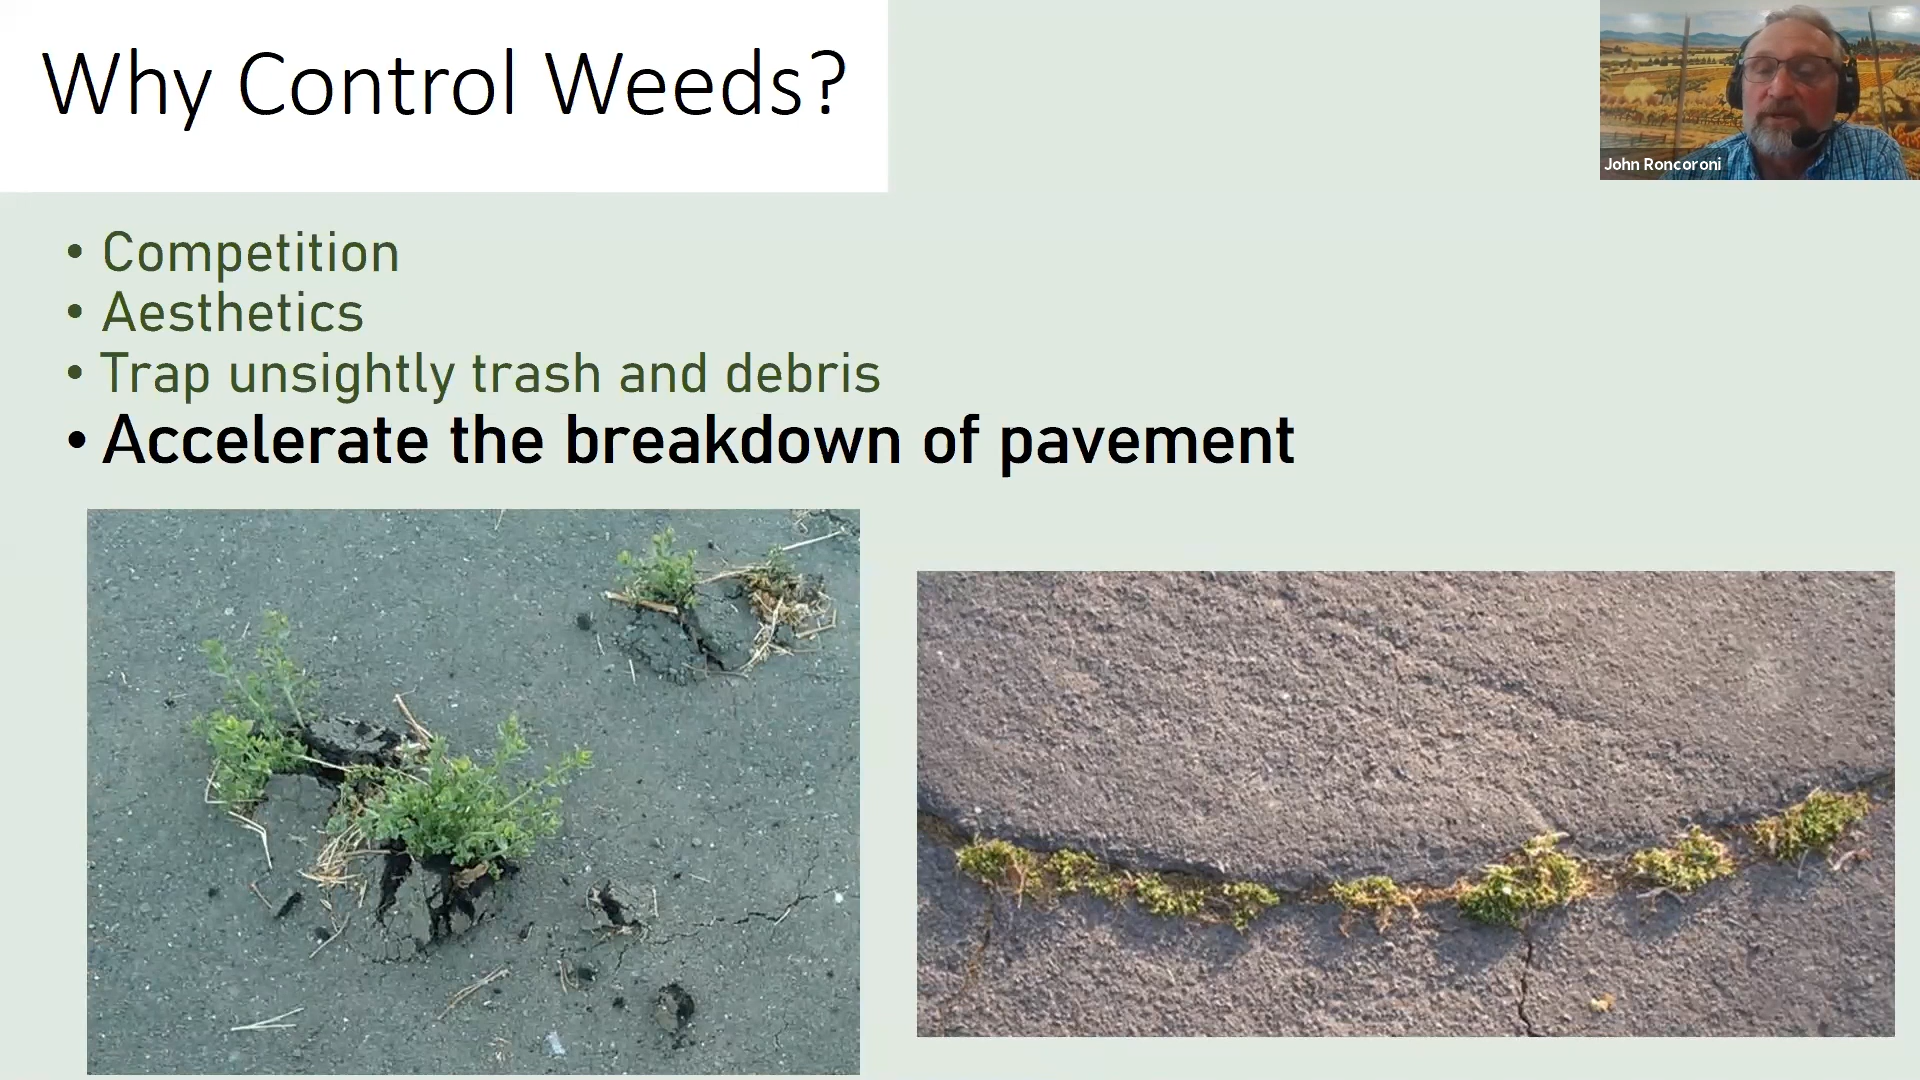 Why Control Weeds?
John Roncoroni
• Competition
• Aesthetics
• Trap unsightly trash and debris
• Accelerate the breakdown of pavement